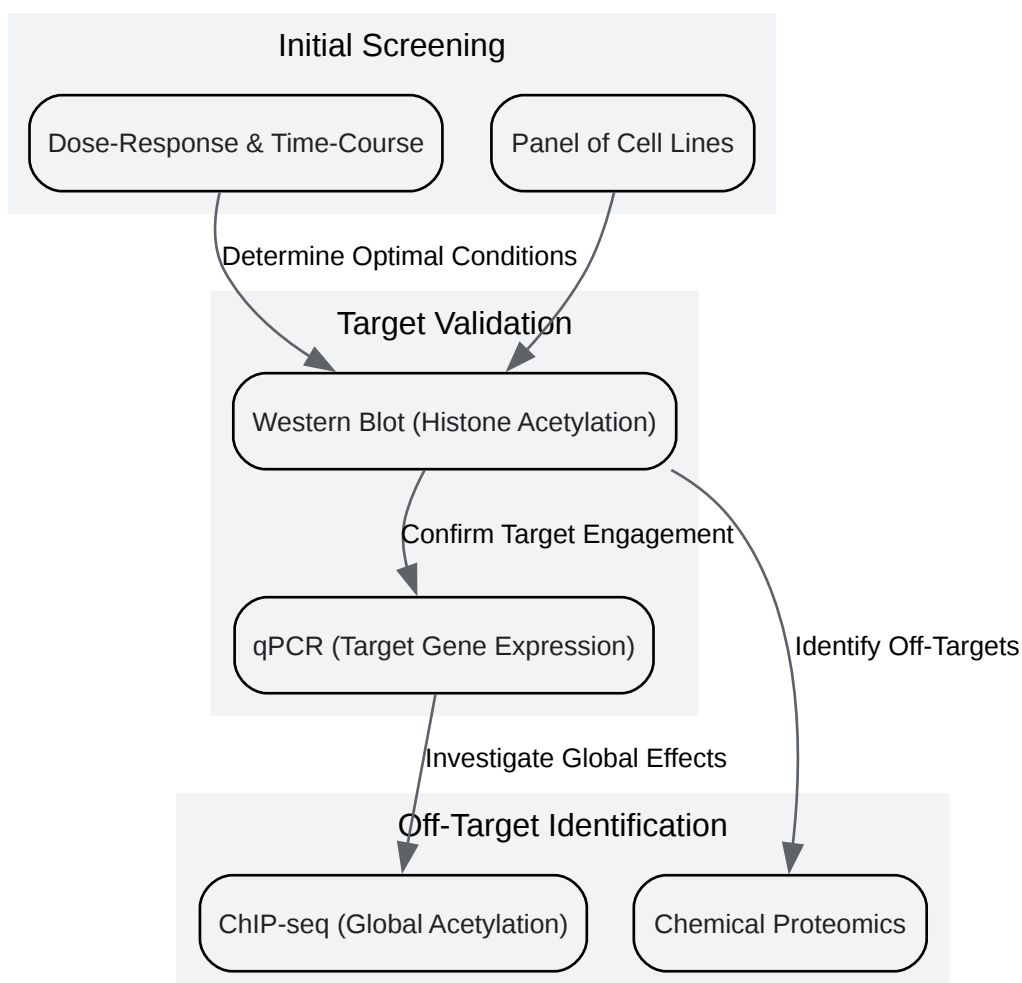 Initial Screening
Dose-Response & Time-Course
Panel of Cell Lines
Determine Optimal Conditions
Target Validation
Western Blot (Histone Acetylation)
Confirm Target Engagement
qPCR (Target Gene Expression)
Identify Off-Targets
Investigate Global Effects
Off-Target Identification
ChIP-seq (Global Acetylation)
Chemical Proteomics